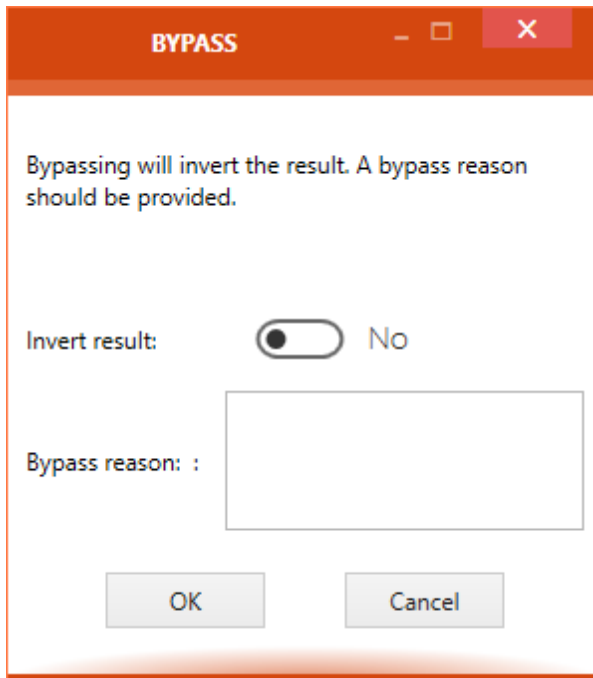 BYPASS
Bypassing will invert the result. A bypass reason
should be provided.
Invert result: No
Bypass reason: :
OK Cancel